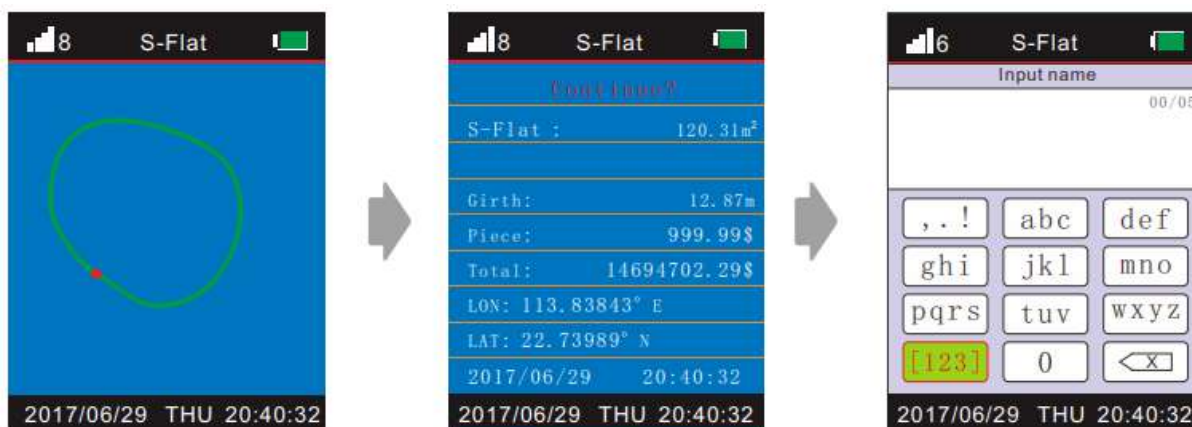 8 S-Flat
2017/06/29 THU 20:40:32
8 S-Flat
Continue?
S-Flat : 120.31m²
Girth: 12.87m
Piece: 999.99$
Total: 14694702.29$
LON: 113.83843° E
LAT: 22.73989° N
2017/06/29 20:40:32
2017/06/29 THU 20:40:32
6 S-Flat
Input name
00/05
,.! abc def
ghi jkl mno
pqrs tuv wxyz
[123] 0 X
2017/06/29 THU 20:40:32